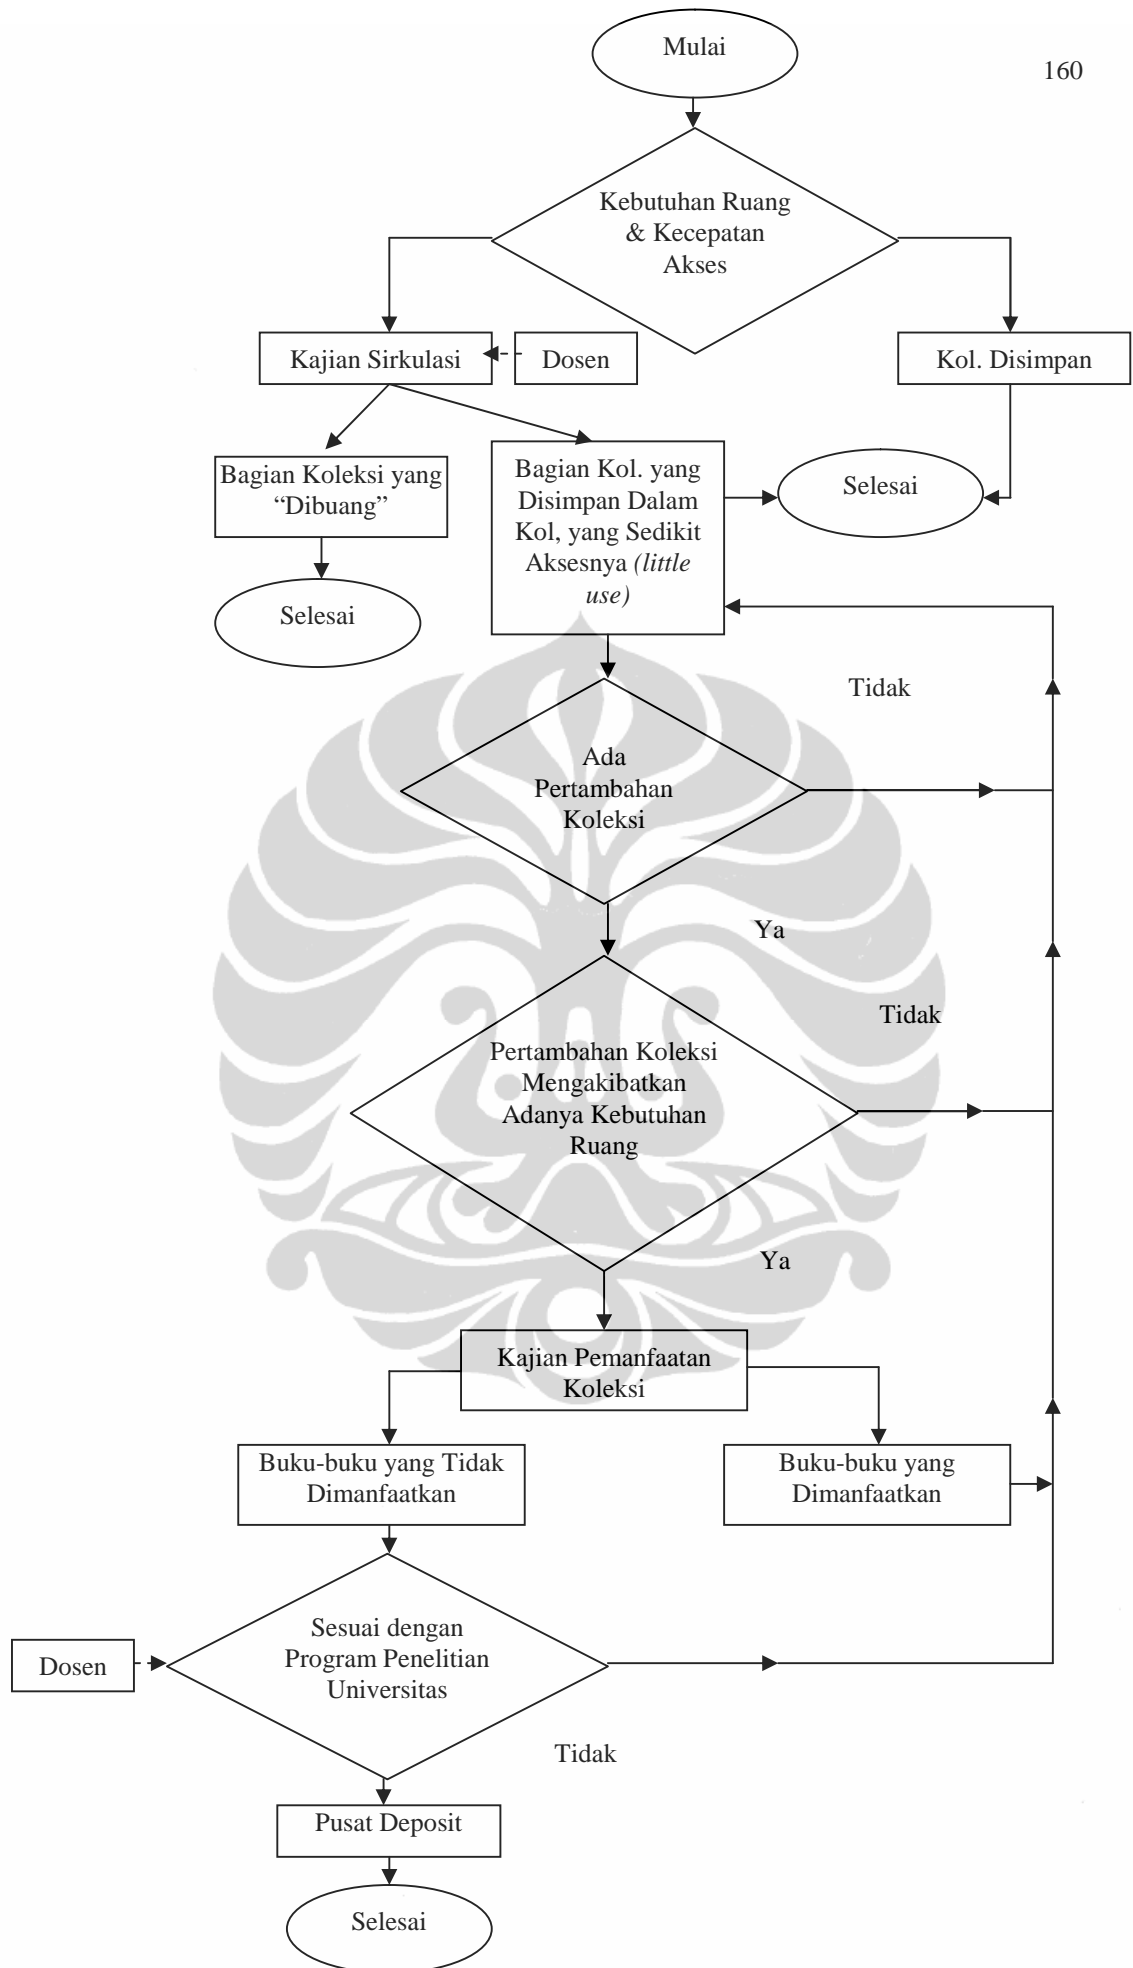 Mulai
160
Kebutuhan Ruang
& Kecepatan
Akses
Kajian Sirkulasi
Dosen
Kol. Disimpan
Bagian Koleksi yang
“Dibuang”
Bagian Kol. yang
Disimpan Dalam
Kol, yang Sedikit
Aksesnya (little
use)
Selesai
Selesai
Tidak
Ada
Pertambahan
Koleksi
Ya
Tidak
Pertambahan Koleksi
Mengakibatkan
Adanya Kebutuhan
Ruang
Ya
Kajian Pemanfaatan
Koleksi
Buku-buku yang Tidak
Dimanfaatkan
Buku-buku yang
Dimanfaatkan
Dosen
Sesuai dengan
Program Penelitian
Universitas
Tidak
Pusat Deposit
Selesai